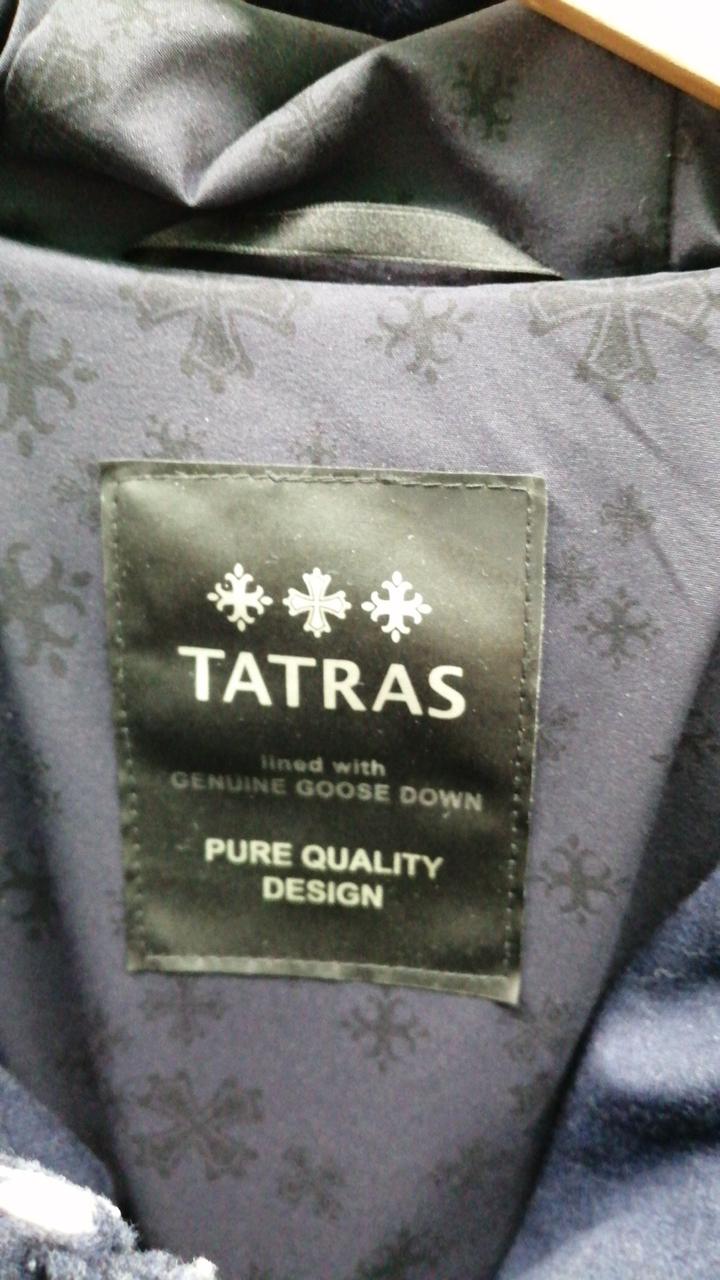 TATRAS
lined with
GENUINE GOOSE DOWN
PURE QUALITY
DESIGN